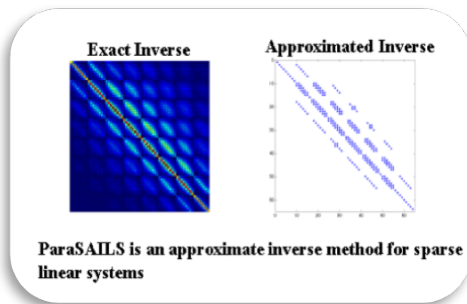 Exact Inverse
Approximated Inverse
ParaSAILS is an approximate inverse method for sparse
linear systems